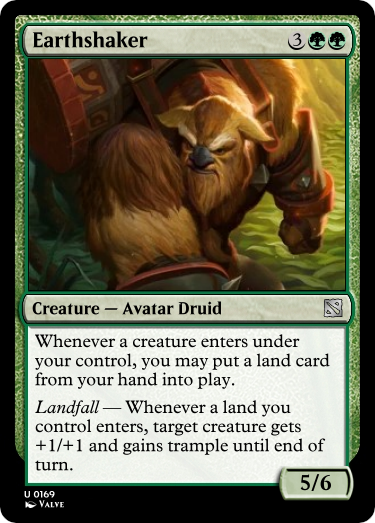 Earthshaker 3
Creature — Avatar Druid
Whenever a creature enters under
your control, you may put a land card
from your hand into play.
Landfall — Whenever a land you
control enters, target creature gets
+1/+1 and gains trample until end of
turn.
5/6
U 0169
Valve